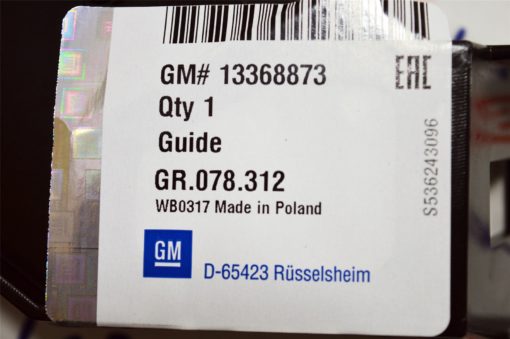 GM# 13368873
EAC
Qty 1
Guide
GR.078.312
WB0317 Made in Poland
GM
D-65423 Rüsselsheim
S536243096